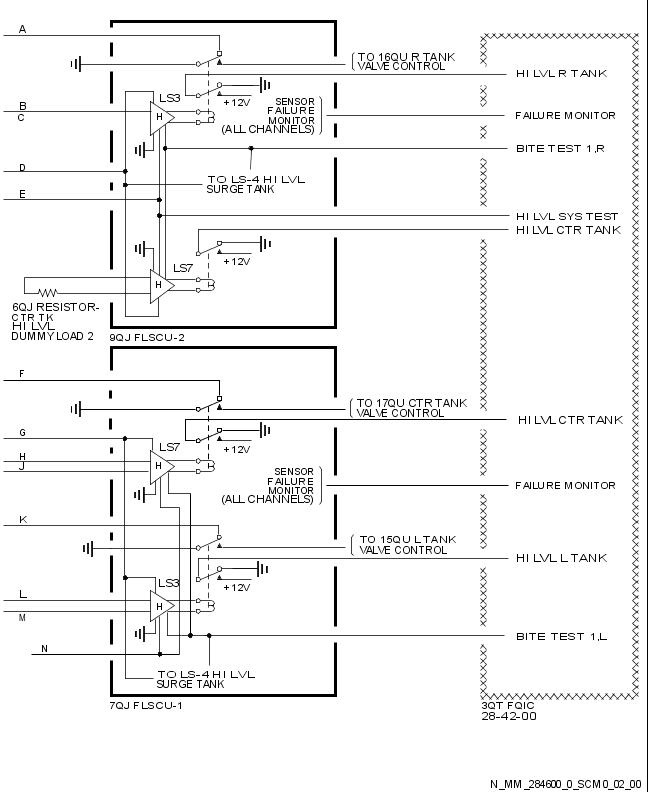 A
TO 16QU R TANK
VALVE CONTROL
HI LVL R TANK
LS3
+12V
B
C
H
SENSOR
FAILURE
MONITOR
(ALL CHANNELS)
FAILURE MONITOR
BITE TEST 1,R
D
TO LS-4 HI LVL
SURGE TANK
E
HI LVL SYS TEST
HI LVL CTR TANK
LS7
+12V
H
6QJ RESISTOR-
CTR TK
HI LVL
DUMMY LOAD 2
9QJ FLSCU-2
F
TO 17QU CTR TANK
VALVE CONTROL
HI LVL CTR TANK
G
LS7
+12V
H
J
H
SENSOR
FAILURE
MONITOR
(ALL CHANNELS)
FAILURE MONITOR
K
TO 15QU L TANK
VALVE CONTROL
HI LVL L TANK
LS3
+12V
L
M
H
BITE TEST 1,L
N
TO LS-4 HI LVL
SURGE TANK
7QJ FLSCU-1
3QT FQIC
28-42-00
N_MM_284600_0_SCM0_02_00